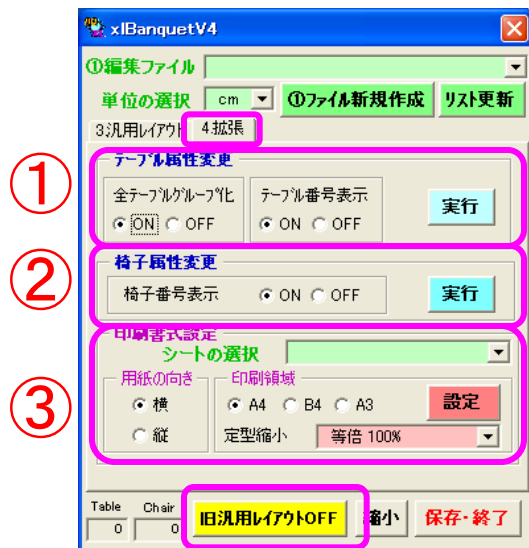 xlBanquetV4
①編集ファイル
単位の選択 cm ①ファイル新規作成 リスト更新
3.汎用レイアウト 4.拡張
① テーブル属性変更
全テーブルグループ化 テーブル番号表示
ON OFF ON OFF 実行
② 椅子属性変更
椅子番号表示 ON OFF 実行
③ 印刷書式設定
シートの選択
用紙の向き 印刷領域
横 A4 B4 A3 設定
縦 定型縮小 等倍 100%
Table Chair
0 0 旧汎用レイアウトOFF 縮小 保存・終了